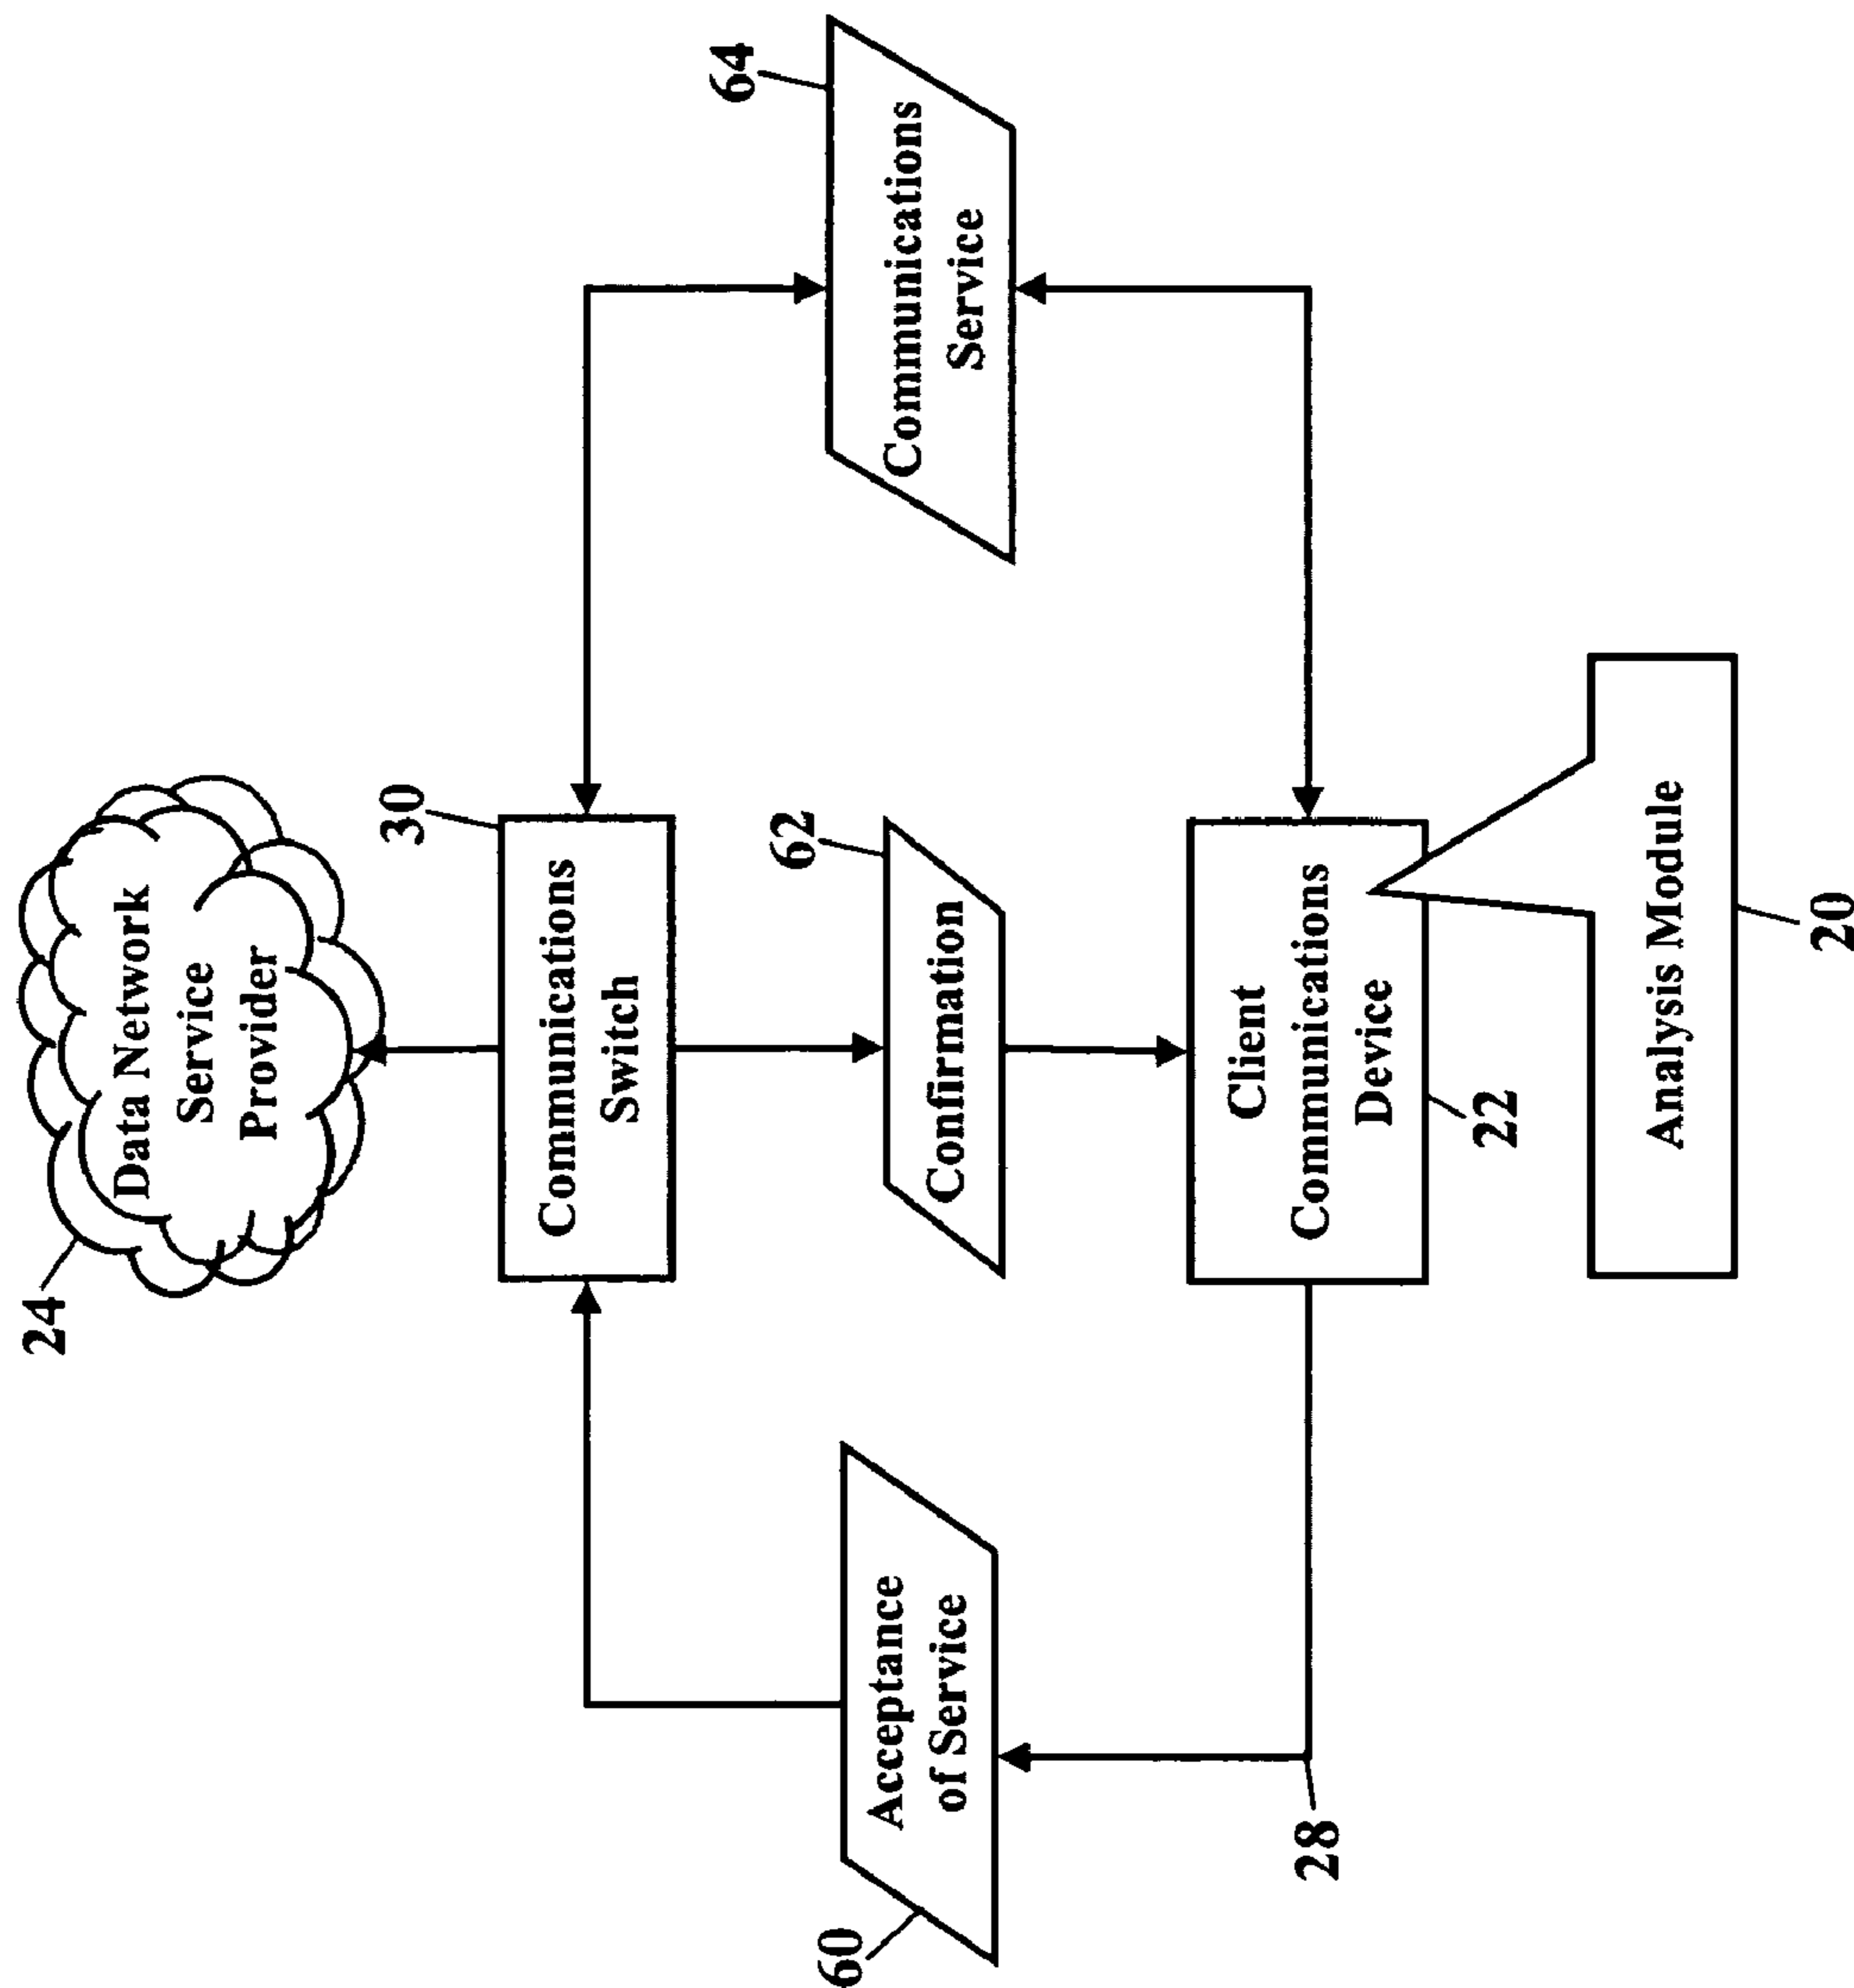 24
Data Network
Service
Provider
30
Communications
Switch
60
Acceptance
of Service
62
Confirmation
64
Communications
Service
28
Client
Communications
Device
22
Analysis Module
20